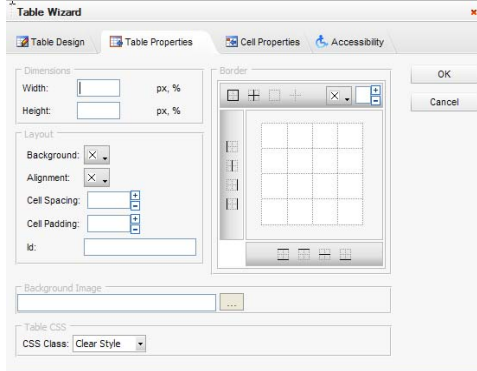 Table Wizard
Table Design
Table Properties
Cell Properties
Accessibility
Dimensions
Width:
px, %
Height:
px, %
Layout
Background:
Alignment:
Cell Spacing:
Cell Padding:
Id:
Border
OK
Cancel
Background Image
...
Table CSS
CSS Class: Clear Style